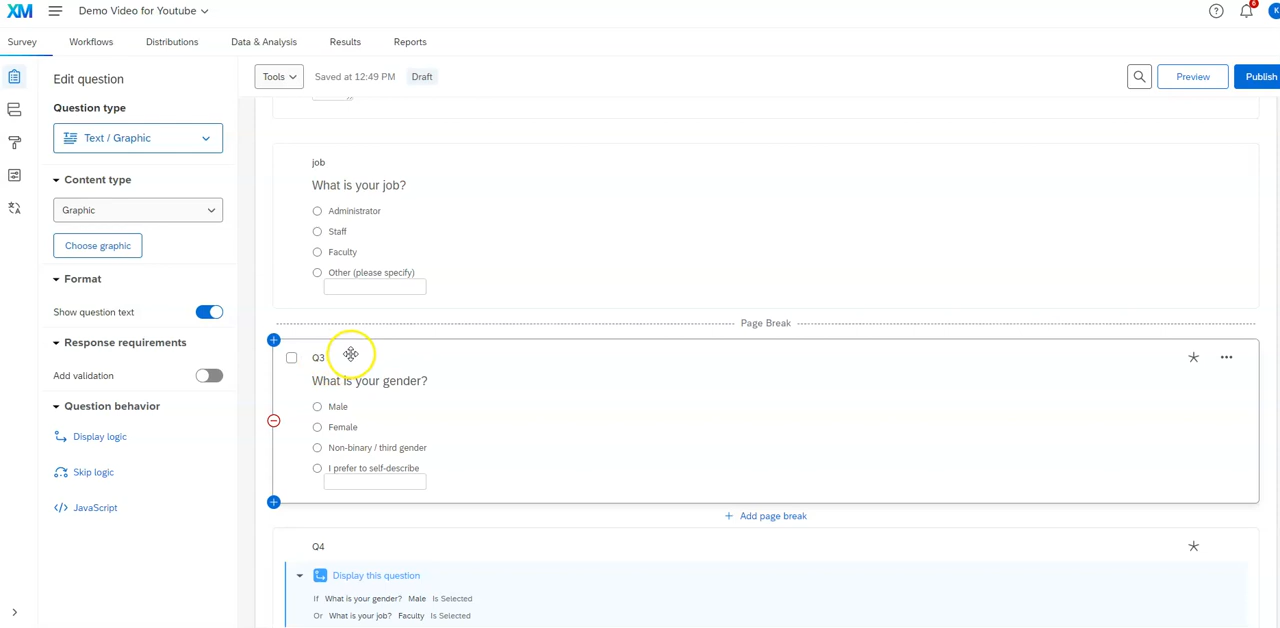 XM
Demo Video for Youtube
6
K
Survey
Workflows
Distributions
Data & Analysis
Results
Reports
Edit question
Question type
Text / Graphic
Content type
Graphic
Choose graphic
Format
Show question text
Response requirements
Add validation
Question behavior
Display logic
Skip logic
JavaScript
Tools
Saved at 12:49 PM
Draft
Preview
Publish
job
What is your job?
Administrator
Staff
Faculty
Other (please specify)
Page Break
Q3
What is your gender?
Male
Female
Non-binary / third gender
I prefer to self-describe
Add page break
Q4
Display this question
If What is your gender? Male Is Selected
Or What is your job? Faculty Is Selected